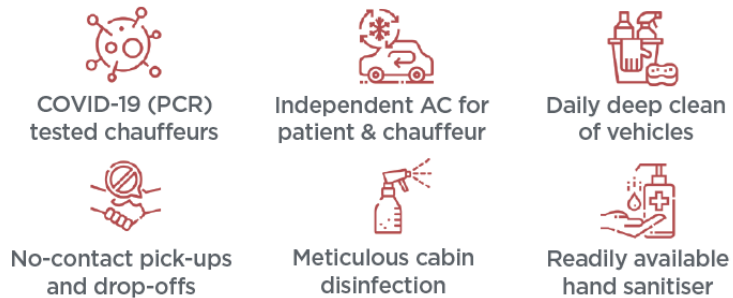 COVID-19 (PCR)
tested chauffeurs
Independent AC for
patient & chauffeur
Daily deep clean
of vehicles
No-contact pick-ups
and drop-offs
Meticulous cabin
disinfection
Readily available
hand sanitiser